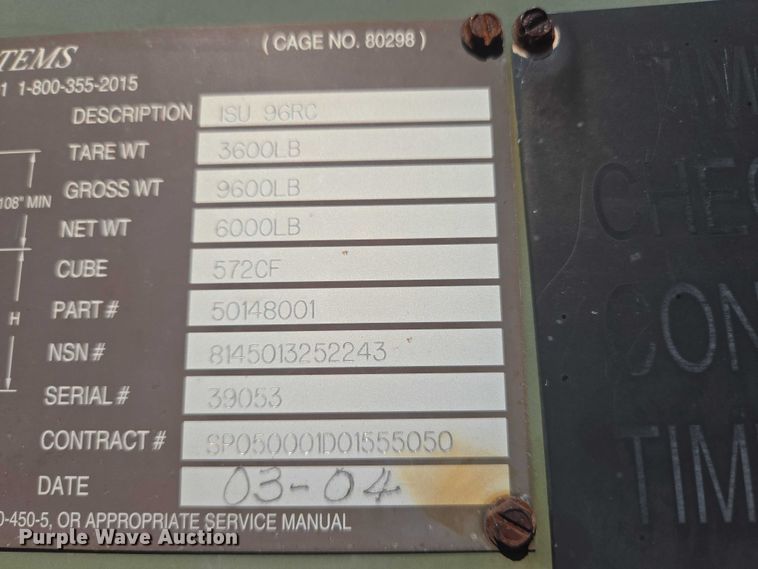 ( CAGE NO. 80298 )
TEMS
1 1-800-355-2015
DESCRIPTION ISU 96RC
TARE WT 3600LB
108" MIN
GROSS WT 9600LB
NET WT 6000LB
CUBE 572CF
H
PART # 50148001
NSN # 8145013252243
SERIAL # 39053
CONTRACT # SP050001D01555050
DATE 03-04
0-450-5, OR APPROPRIATE SERVICE MANUAL
TIM
CHEC
CON
TIM
Purple Wave Auction